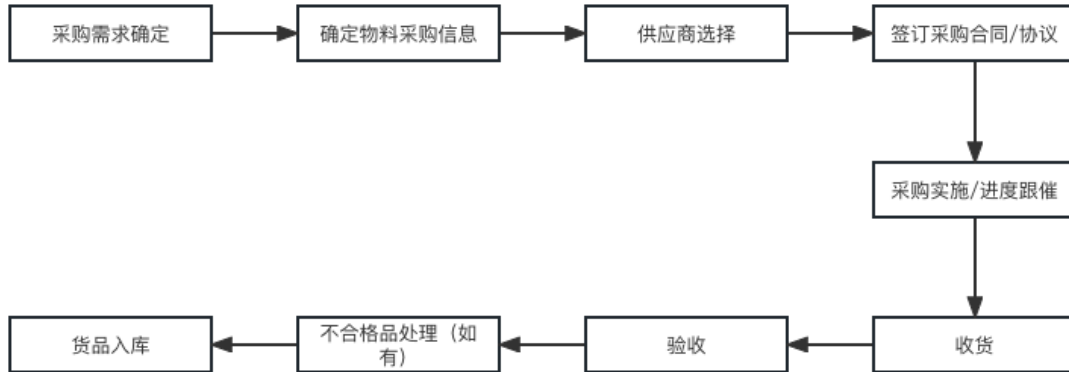 采购需求确定
确定物料采购信息
供应商选择
签订采购合同/协议
采购实施/进度跟催
收货
验收
不合格品处理（如
有）
货品入库